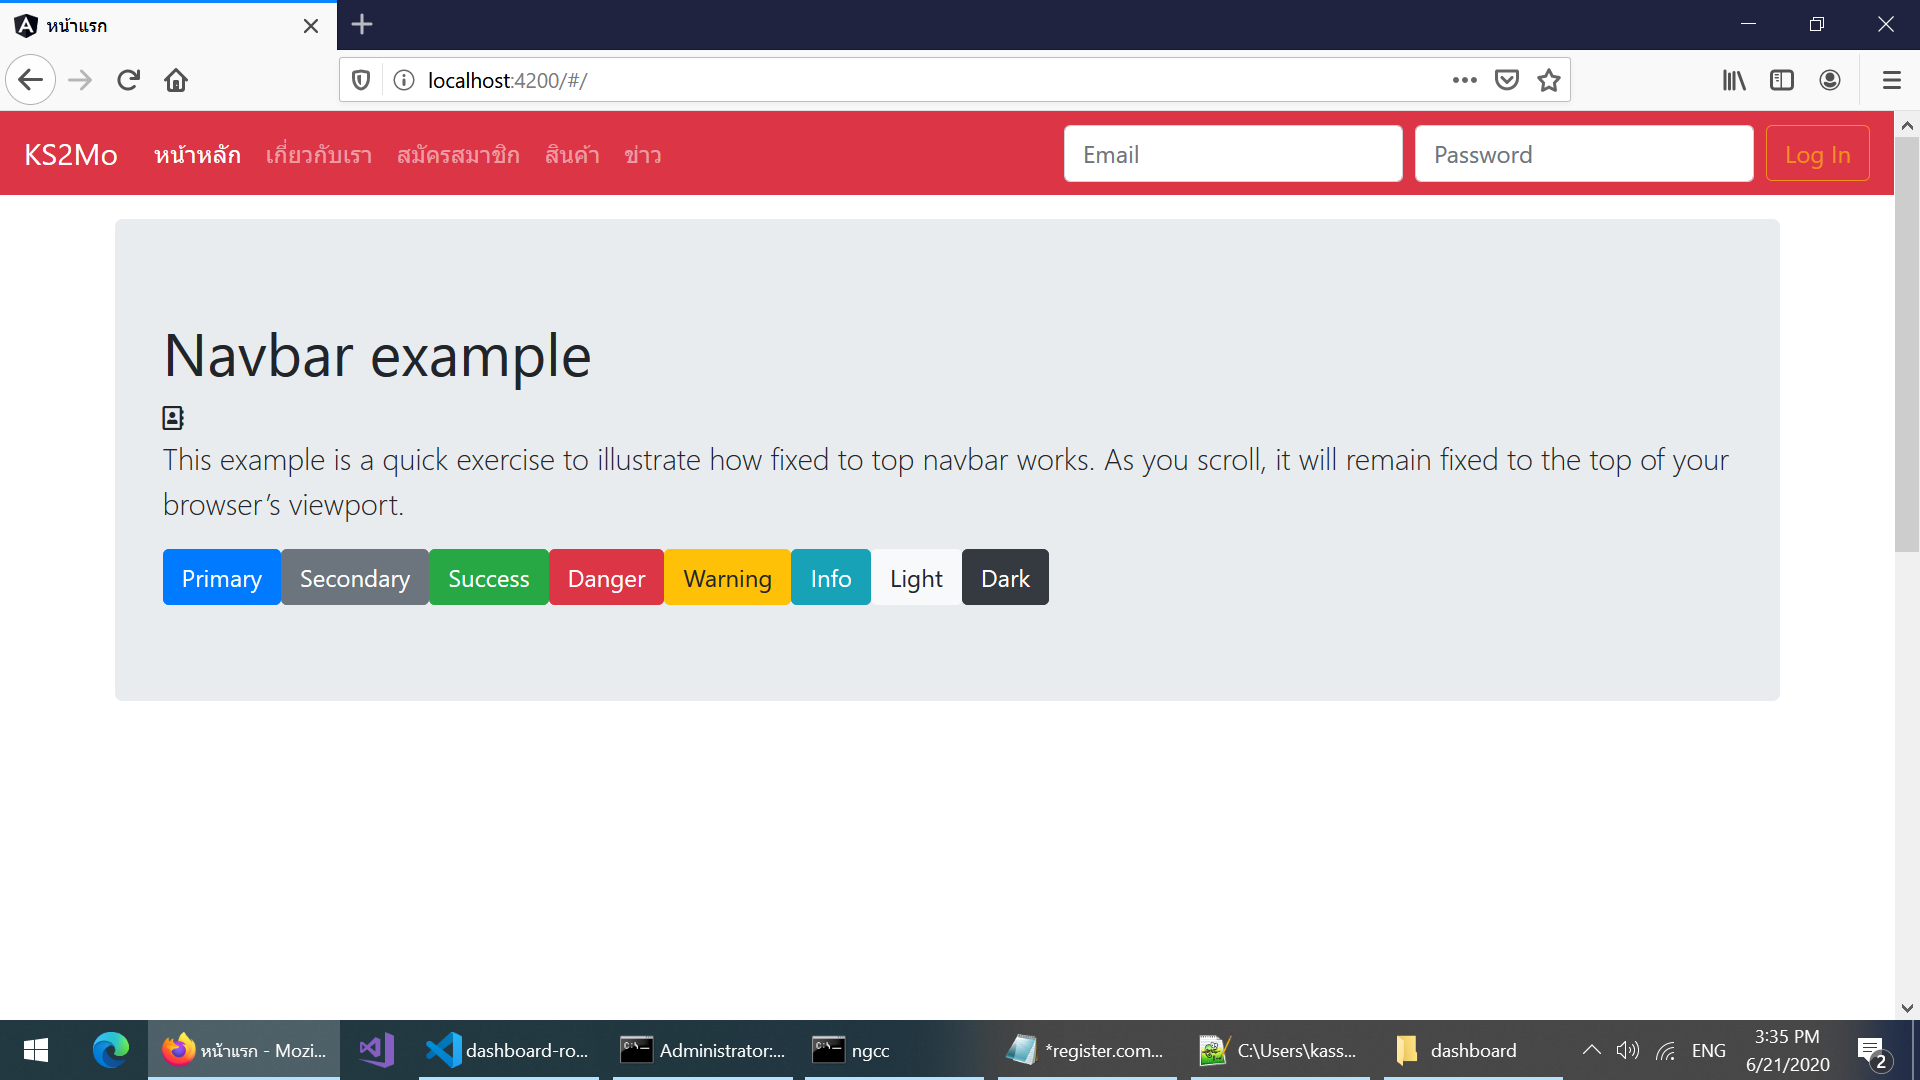 หน้าแรก
localhost:4200/#/
KS2Mo หน้าหลัก เกี่ยวกับเรา สมัครสมาชิก สินค้า ข่าว Email Password Log In
Navbar example
This example is a quick exercise to illustrate how fixed to top navbar works. As you scroll, it will remain fixed to the top of your
browser’s viewport.
Primary Secondary Success Danger Warning Info Light Dark
หน้าแรก - Mozi... dashboard-ro... Administrator:... ngcc *register.com... C:\Users\kass... dashboard ENG 3:35 PM
6/21/2020 2